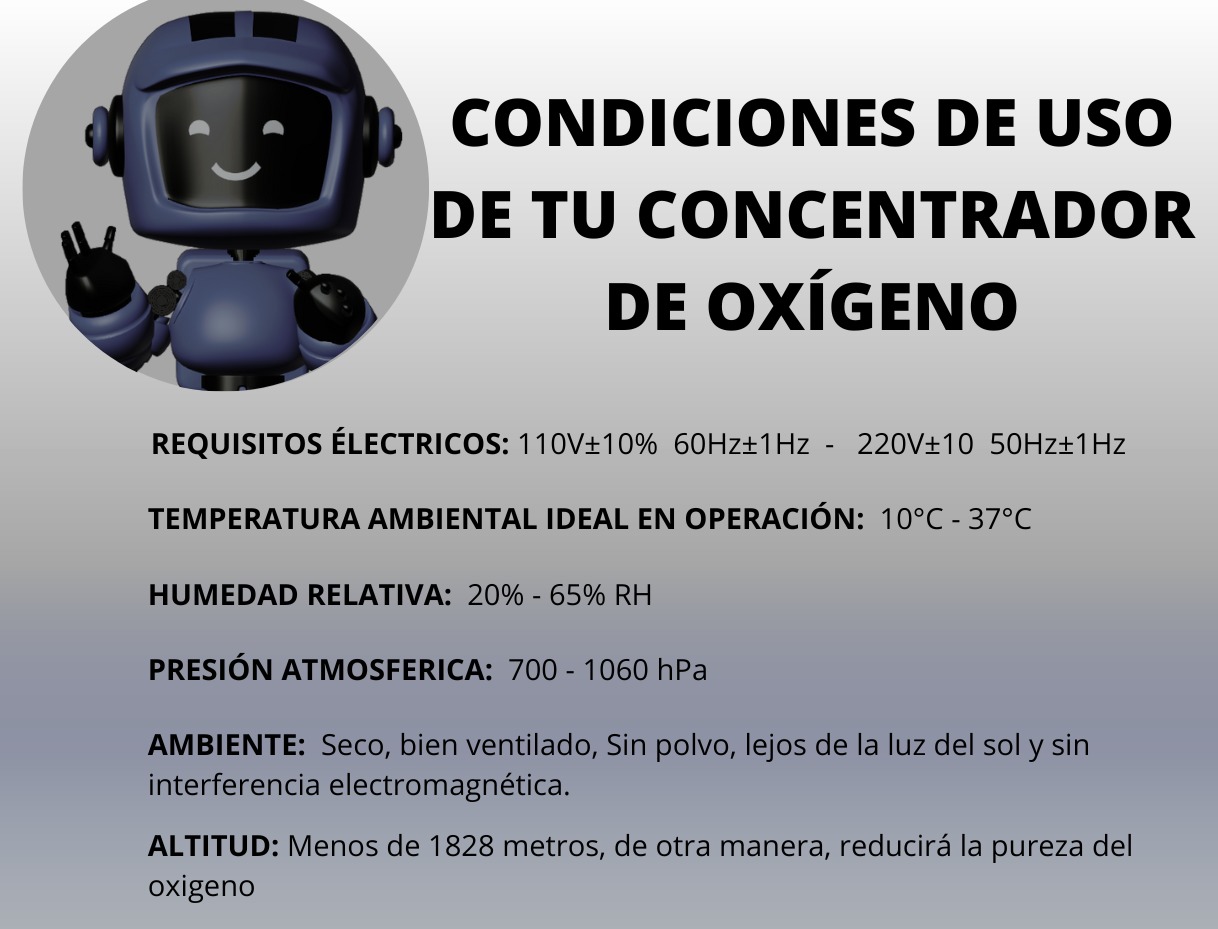 CONDICIONES DE USO
DE TU CONCENTRADOR
DE OXÍGENO
REQUISITOS ÉLECTRICOS: 110V±10% 60Hz±1Hz - 220V±10 50Hz±1Hz
TEMPERATURA AMBIENTAL IDEAL EN OPERACIÓN: 10°C - 37°C
HUMEDAD RELATIVA: 20% - 65% RH
PRESIÓN ATMOSFERICA: 700 - 1060 hPa
AMBIENTE: Seco, bien ventilado, Sin polvo, lejos de la luz del sol y sin
interferencia electromagnética.
ALTITUD: Menos de 1828 metros, de otra manera, reducirá la pureza del
oxigeno